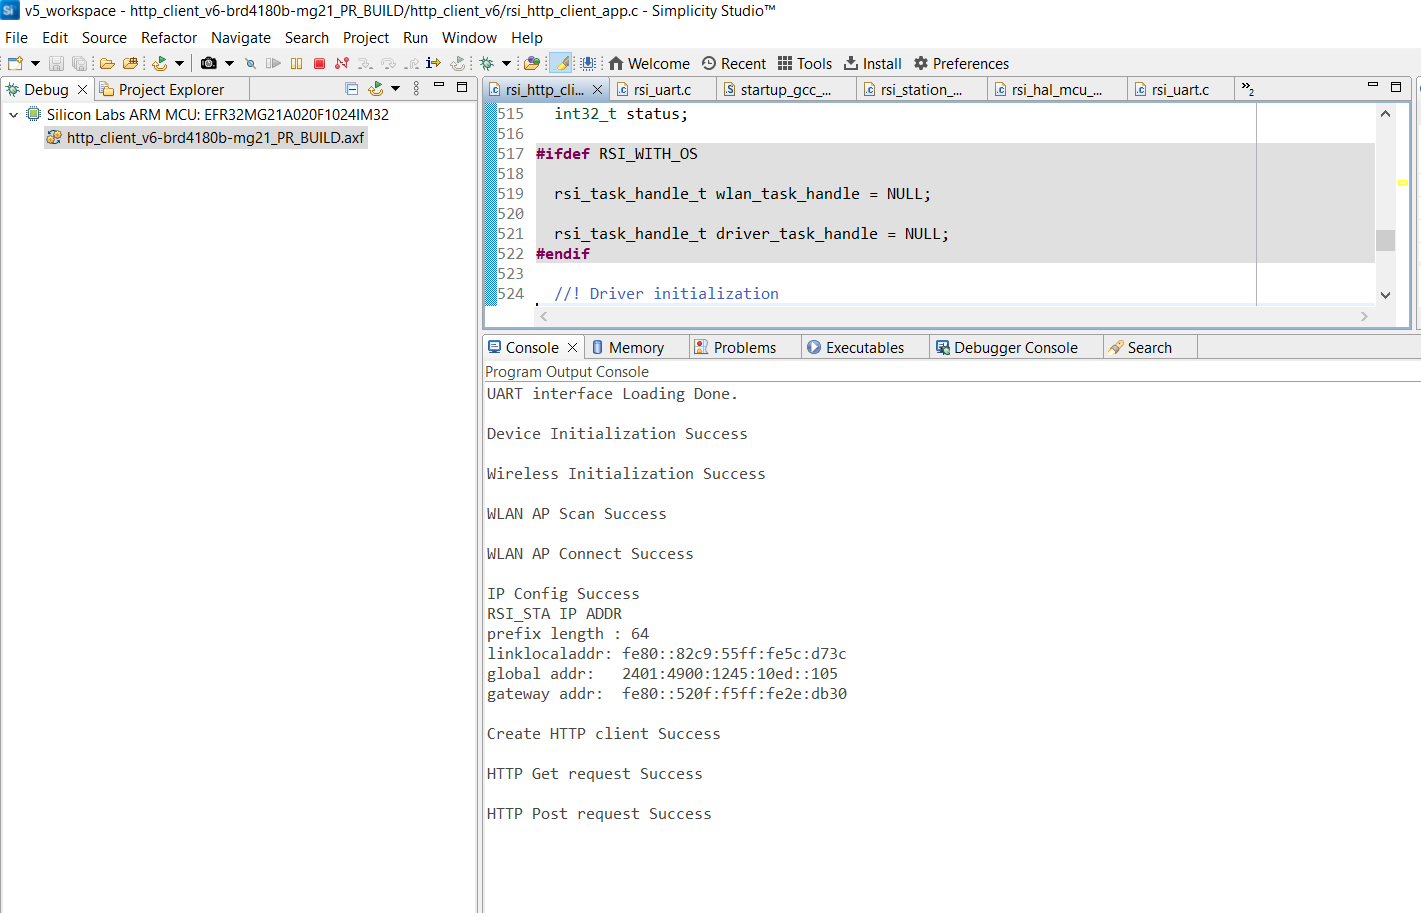 v5_workspace - http_client_v6-brd4180b-mg21_PR_BUILD/http_client_v6/rsi_http_client_app.c - Simplicity Studio™
File Edit Source Refactor Navigate Search Project Run Window Help
Welcome Recent Tools Install Preferences
Debug Project Explorer
Silicon Labs ARM MCU: EFR32MG21A020F1024IM32
http_client_v6-brd4180b-mg21_PR_BUILD.axf
rsi_http_cli... rsi_uart.c startup_gcc_... rsi_station_... rsi_hal_mcu_... rsi_uart.c »2
515 int32_t status;
516
517 #ifdef RSI_WITH_OS
518
519 rsi_task_handle_t wlan_task_handle = NULL;
520
521 rsi_task_handle_t driver_task_handle = NULL;
522 #endif
523
524 //! Driver initialization
Console Memory Problems Executables Debugger Console Search
Program Output Console
UART interface Loading Done.
Device Initialization Success
Wireless Initialization Success
WLAN AP Scan Success
WLAN AP Connect Success
IP Config Success
RSI_STA IP ADDR
prefix length : 64
linklocaladdr: fe80::82c9:55ff:fe5c:d73c
global addr: 2401:4900:1245:10ed::105
gateway addr: fe80::520f:f5ff:fe2e:db30
Create HTTP client Success
HTTP Get request Success
HTTP Post request Success